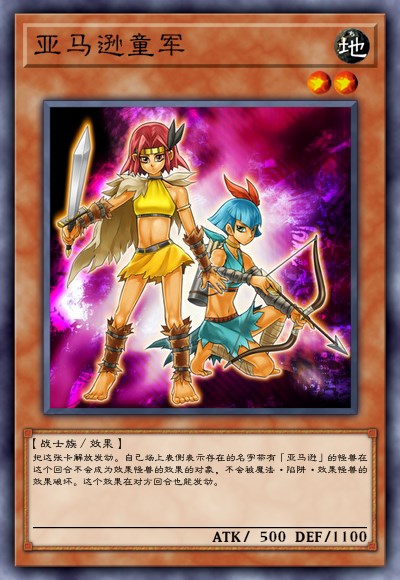 亚马逊童军
地
【战士族／效果】
把这张卡解放发动。自己场上表侧表示存在的名字带有「亚马逊」的怪兽在
这个回合不会成为效果怪兽的效果的对象，不会被魔法·陷阱·效果怪兽的
效果破坏。这个效果在对方回合也能发动。
ATK/ 500 DEF/1100